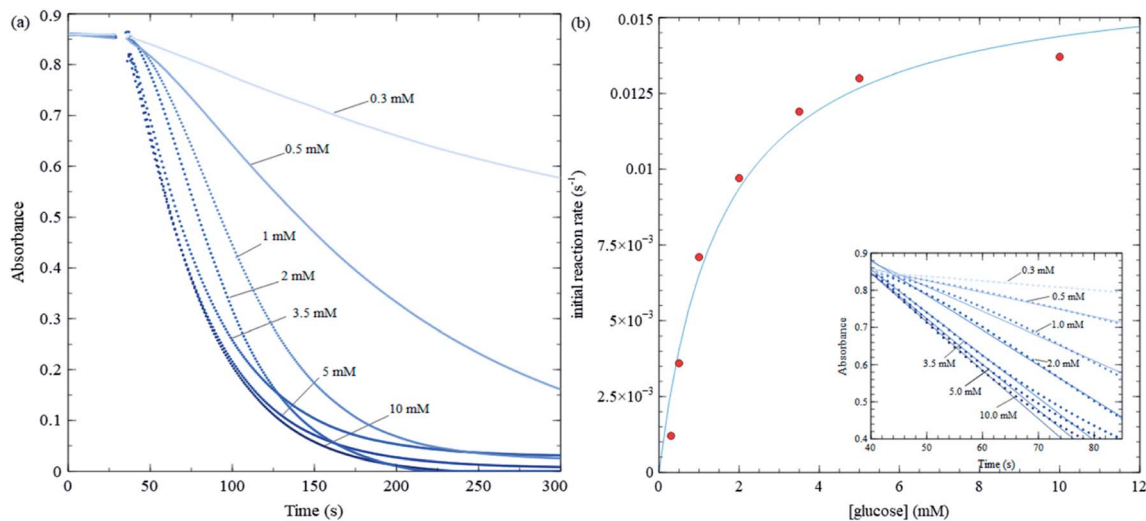 (a)
0.9
0.8
0.7
0.6
0.5
0.4
0.3
0.2
0.1
0
Absorbance
0.3 mM
0.5 mM
1 mM
2 mM
3.5 mM
5 mM
10 mM
0
50
100
150
200
250
300
Time (s)
(b)
0.015
0.0125
0.01
7.5×10⁻³
5×10⁻³
2.5×10⁻³
0
initial reaction rate (s⁻¹)
0.9
0.8
0.7
0.6
0.5
0.4
Absorbance
0.3 mM
0.5 mM
1.0 mM
2.0 mM
3.5 mM
5.0 mM
10.0 mM
40
50
60
70
80
Time (s)
0
2
4
6
8
10
12
[glucose] (mM)